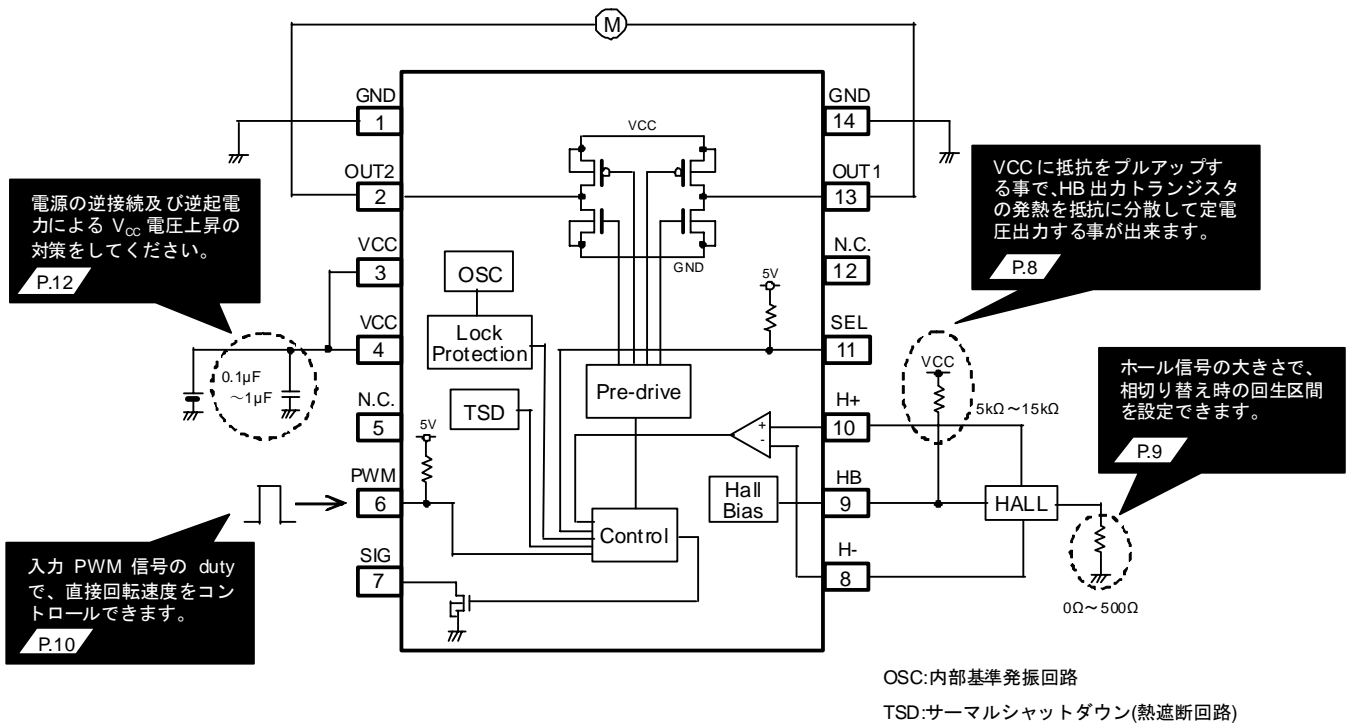 M
GND
1
OUT2
2
VCC
3
VCC
4
N.C.
5
PWM
6
SIG
7
GND
14
OUT1
13
N.C.
12
SEL
11
H+
10
HB
9
H-
8
VCC
GND
OSC
Lock
Protection
TSD
Pre-drive
5V
5V
+
-
Hall
Bias
Control
HALL
VCC
5kΩ～15kΩ
0Ω～500Ω
0.1μF
～1μF
電源の逆接続及び逆起電
力による VCC 電圧上昇の
対策をしてください。
P.12
入力 PWM 信号の duty
で、直接回転速度をコン
トロールできます。
P.10
VCCに抵抗をプルアップす
る事で、HB 出力トランジスタ
の発熱を抵抗に分散して定電
圧出力する事が出来ます。
P.8
ホール信号の大きさで、
相切り替え時の回生区間
を設定できます。
P.9
OSC:内部基準発振回路
TSD:サーマルシャットダウン(熱遮断回路)